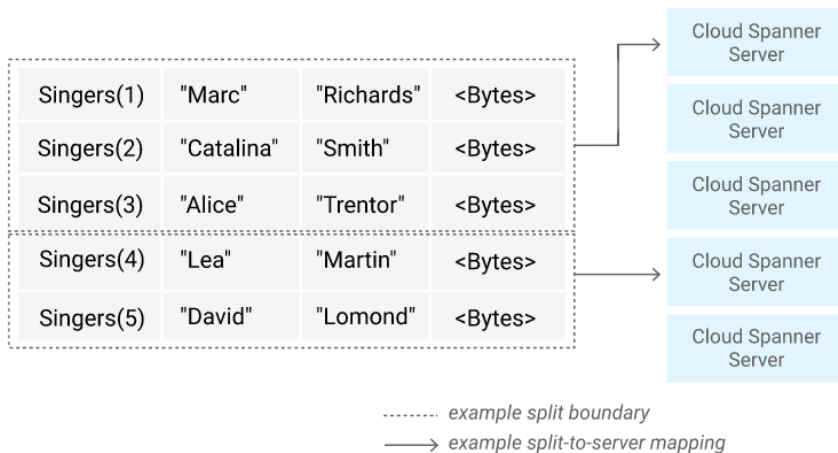 Cloud Spanner
Server
Singers(1) "Marc" "Richards" <Bytes>
Cloud Spanner
Server
Singers(2) "Catalina" "Smith" <Bytes>
Singers(3) "Alice" "Trentor" <Bytes>
Cloud Spanner
Server
Singers(4) "Lea" "Martin" <Bytes>
Cloud Spanner
Server
Singers(5) "David" "Lomond" <Bytes>
Cloud Spanner
Server
example split boundary
example split-to-server mapping